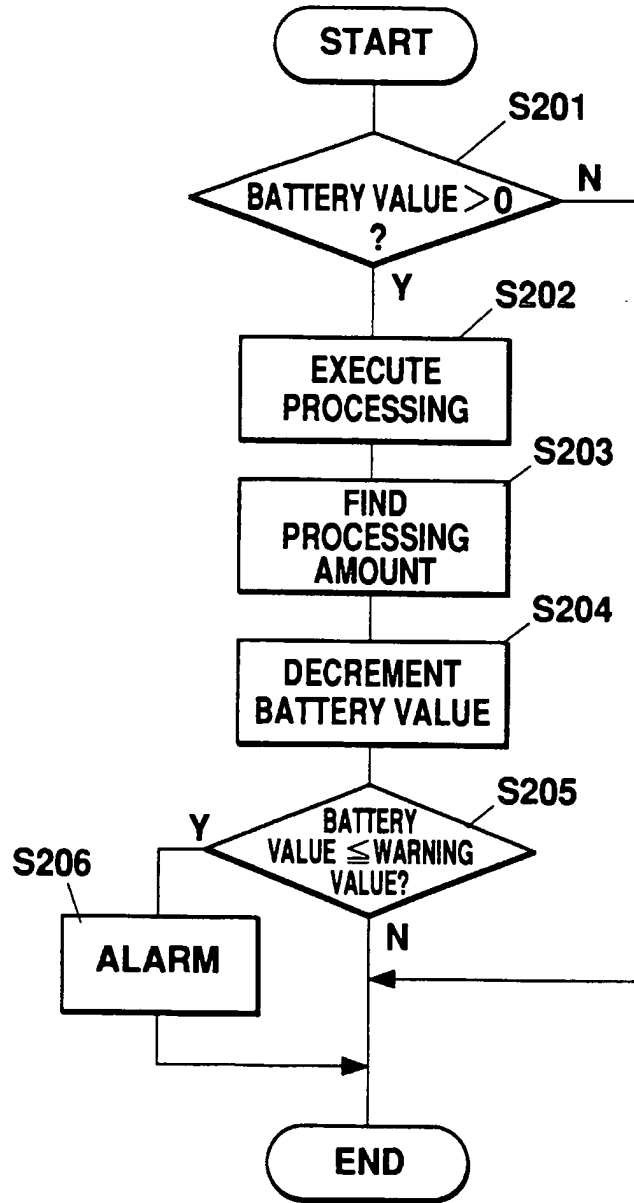 START
S201
BATTERY VALUE >0
?
N
Y
S202
EXECUTE
PROCESSING
S203
FIND
PROCESSING
AMOUNT
S204
DECREMENT
BATTERY VALUE
S205
BATTERY
VALUE ≦WARNING
VALUE?
Y
S206
N
ALARM
END